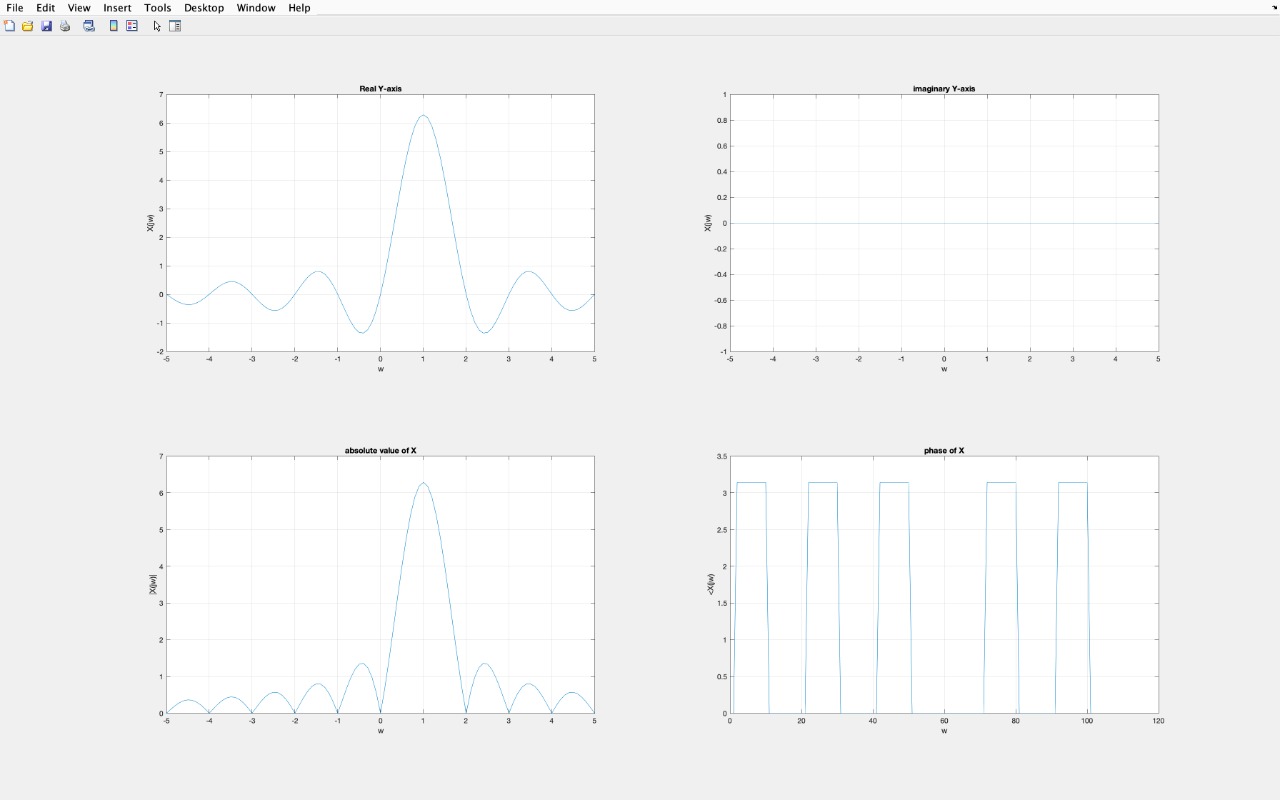 File Edit View Insert Tools Desktop Window Help
Real Y-axis
7
6
5
4
3
2
1
0
-1
-2
X(jw)
-5 -4 -3 -2 -1 0 1 2 3 4 5
w
imaginary Y-axis
1
0.8
0.6
0.4
0.2
0
-0.2
-0.4
-0.6
-0.8
-1
X(jw)
-5 -4 -3 -2 -1 0 1 2 3 4 5
w
absolute value of X
7
6
5
4
3
2
1
0
|X(jw)|
-5 -4 -3 -2 -1 0 1 2 3 4 5
w
phase of X
3.5
3
2.5
2
1.5
1
0.5
0
<X(jw)
0 20 40 60 80 100 120
w